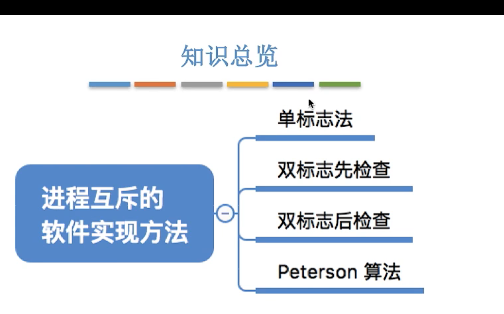 知识总览
单标志法
双标志先检查
进程互斥的
软件实现方法
双标志后检查
Peterson 算法